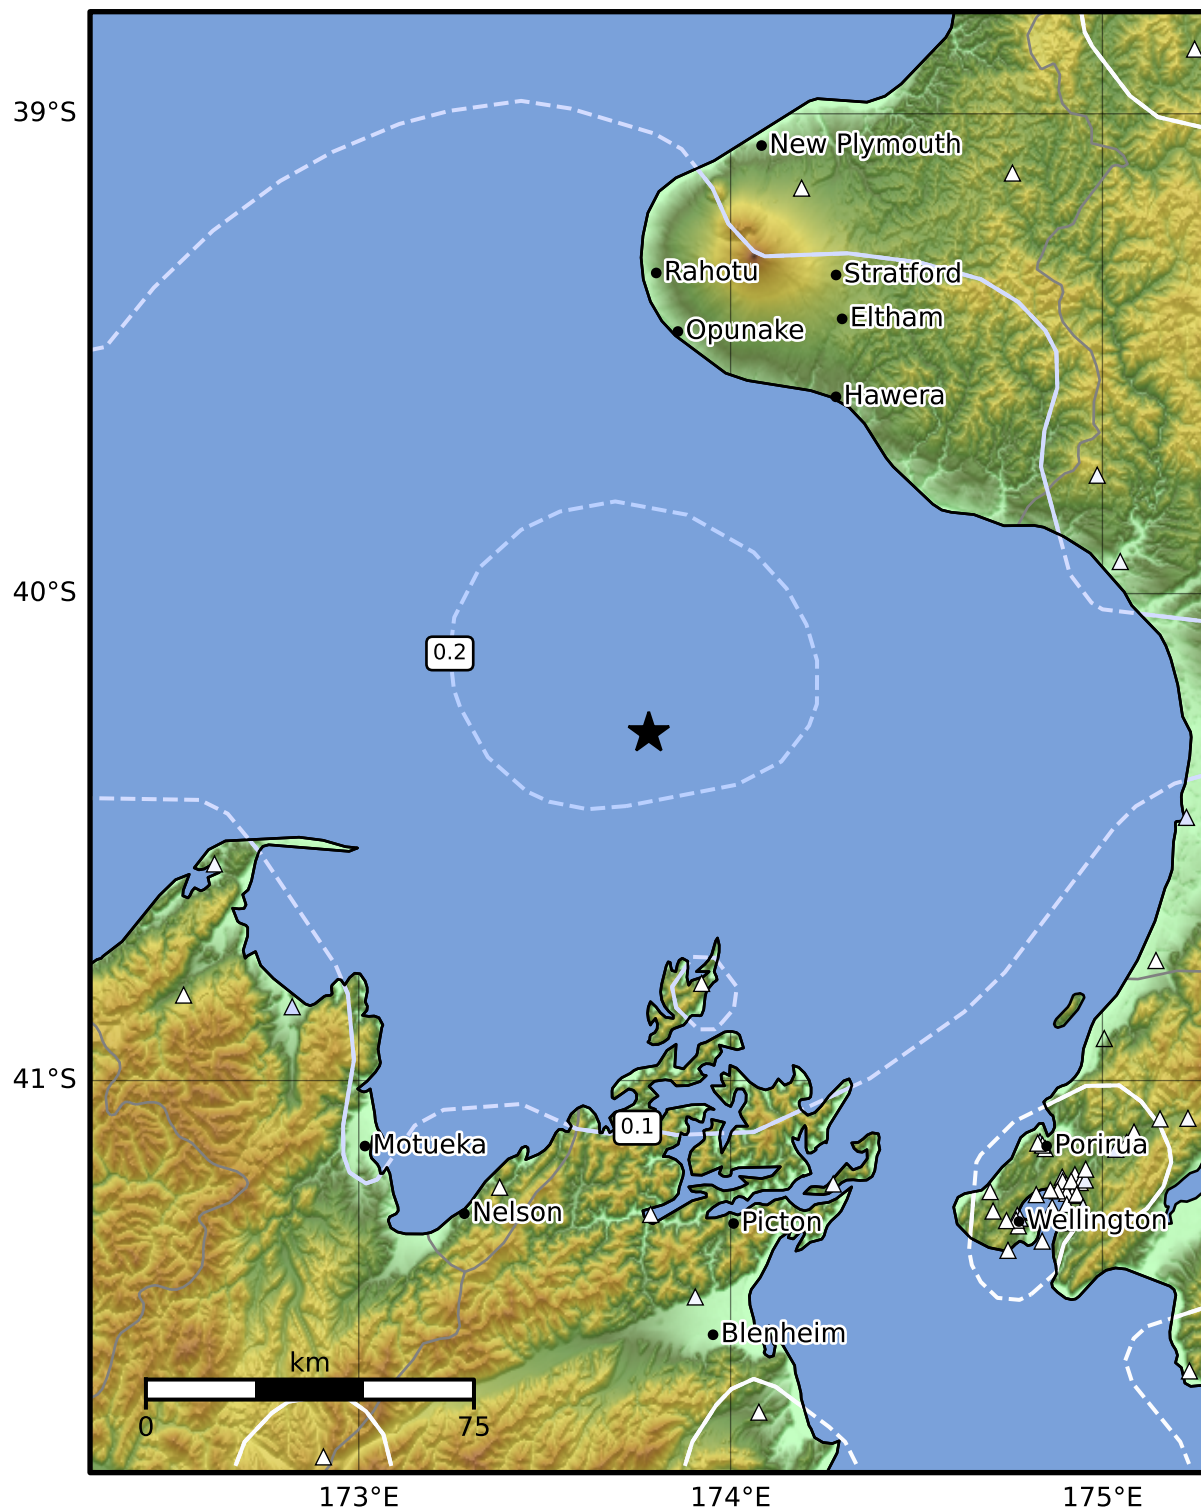 39°S
New Plymouth
Rahotu
Stratford
Eltham
Opunake
Hawera
40°S
0.2
41°S
0.1
Motueka
Porirua
Nelson
Picton
Wellington
Blenheim
km
0
75
173°E
174°E
175°E